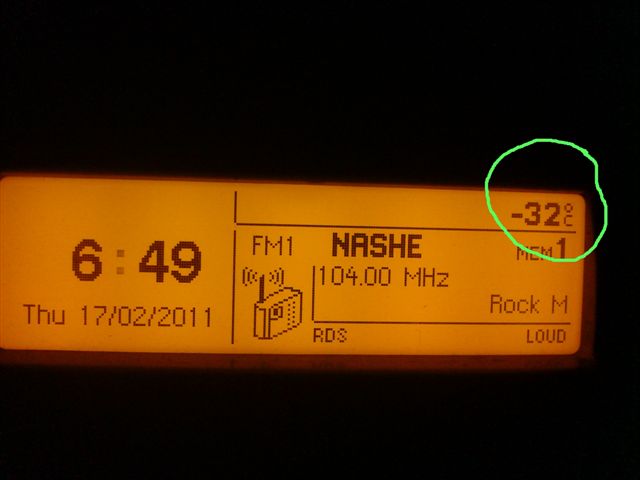 -32°C
6:49
FM1 NASHE MEM1
104.00 MHz
Thu 17/02/2011
Rock M
RDS LOUD